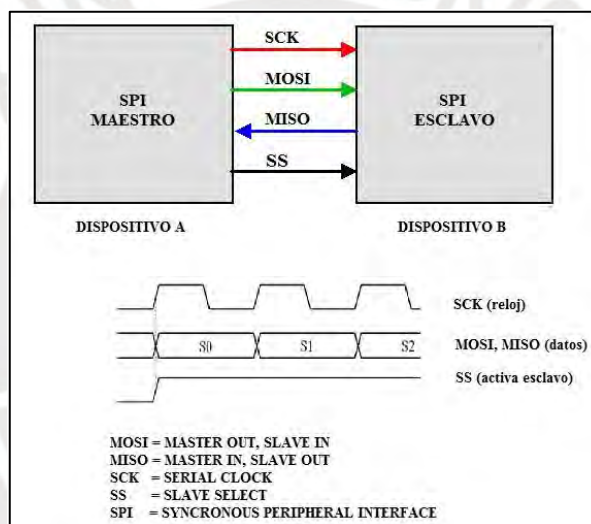 SCK
MOSI
SPI MAESTRO
SPI ESCLAVO
MISO
SS
DISPOSITIVO A
DISPOSITIVO B
SCK (reloj)
S0 S1 S2
MOSI, MISO (datos)
SS (activa esclavo)
MOSI = MASTER OUT, SLAVE IN
MISO = MASTER IN, SLAVE OUT
SCK = SERIAL CLOCK
SS = SLAVE SELECT
SPI = SYNCRONOUS PERIPHERAL INTERFACE